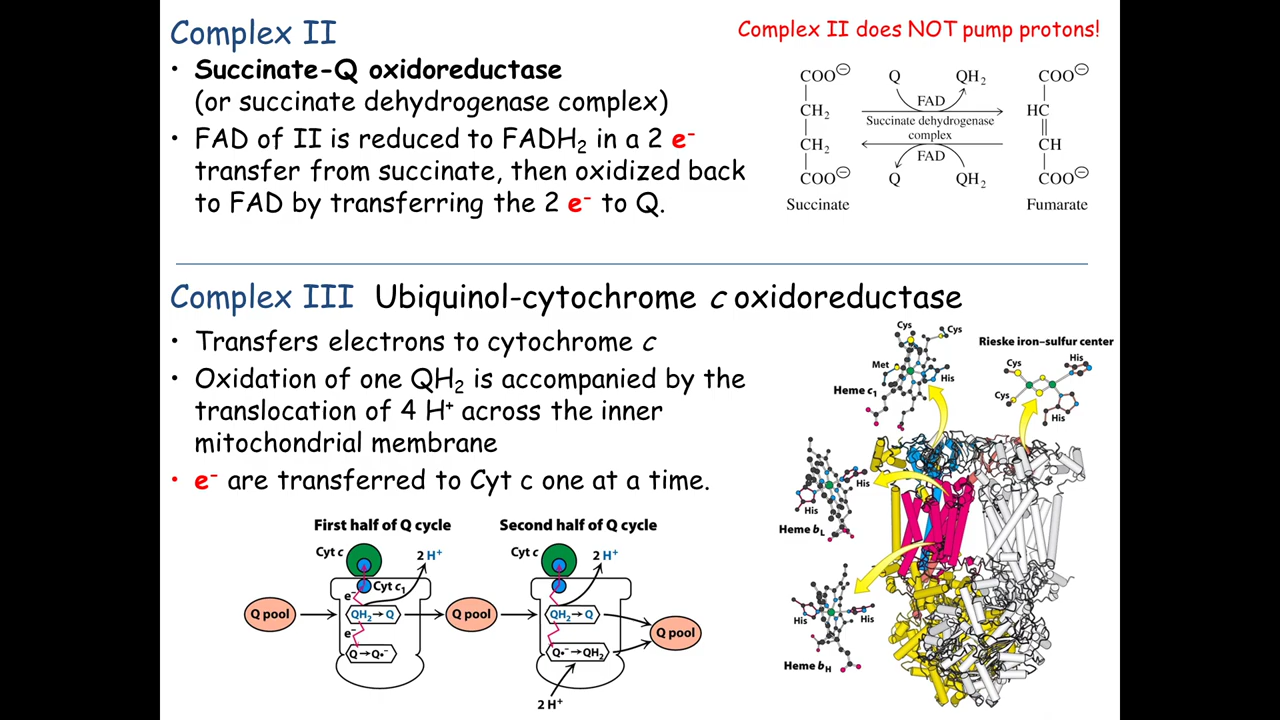 Complex II
Complex II does NOT pump protons!
• Succinate-Q oxidoreductase
(or succinate dehydrogenase complex)
• FAD of II is reduced to FADH₂ in a 2 e⁻
transfer from succinate, then oxidized back
to FAD by transferring the 2 e⁻ to Q.
COO⊖ Q QH₂ COO⊖
CH₂ FAD HC
Succinate dehydrogenase
complex
CH₂ FAD CH
COO⊖ Q QH₂ COO⊖
Succinate Fumarate
Complex III Ubiquinol-cytochrome c oxidoreductase
• Transfers electrons to cytochrome c
• Oxidation of one QH₂ is accompanied by the
translocation of 4 H⁺ across the inner
mitochondrial membrane
• e⁻ are transferred to Cyt c one at a time.
First half of Q cycle
Cyt c 2 H⁺
Cyt c₁
e⁻
Q pool QH₂→Q Q pool
e⁻
Q→Q•⁻
Second half of Q cycle
Cyt c 2 H⁺
QH₂→Q
Q pool
Q•⁻→QH₂
2 H⁺
Cys Cys
Met His
Heme c₁
Rieske iron–sulfur center
Cys His
Cys His
His
His
Heme bL
His His
Heme bH